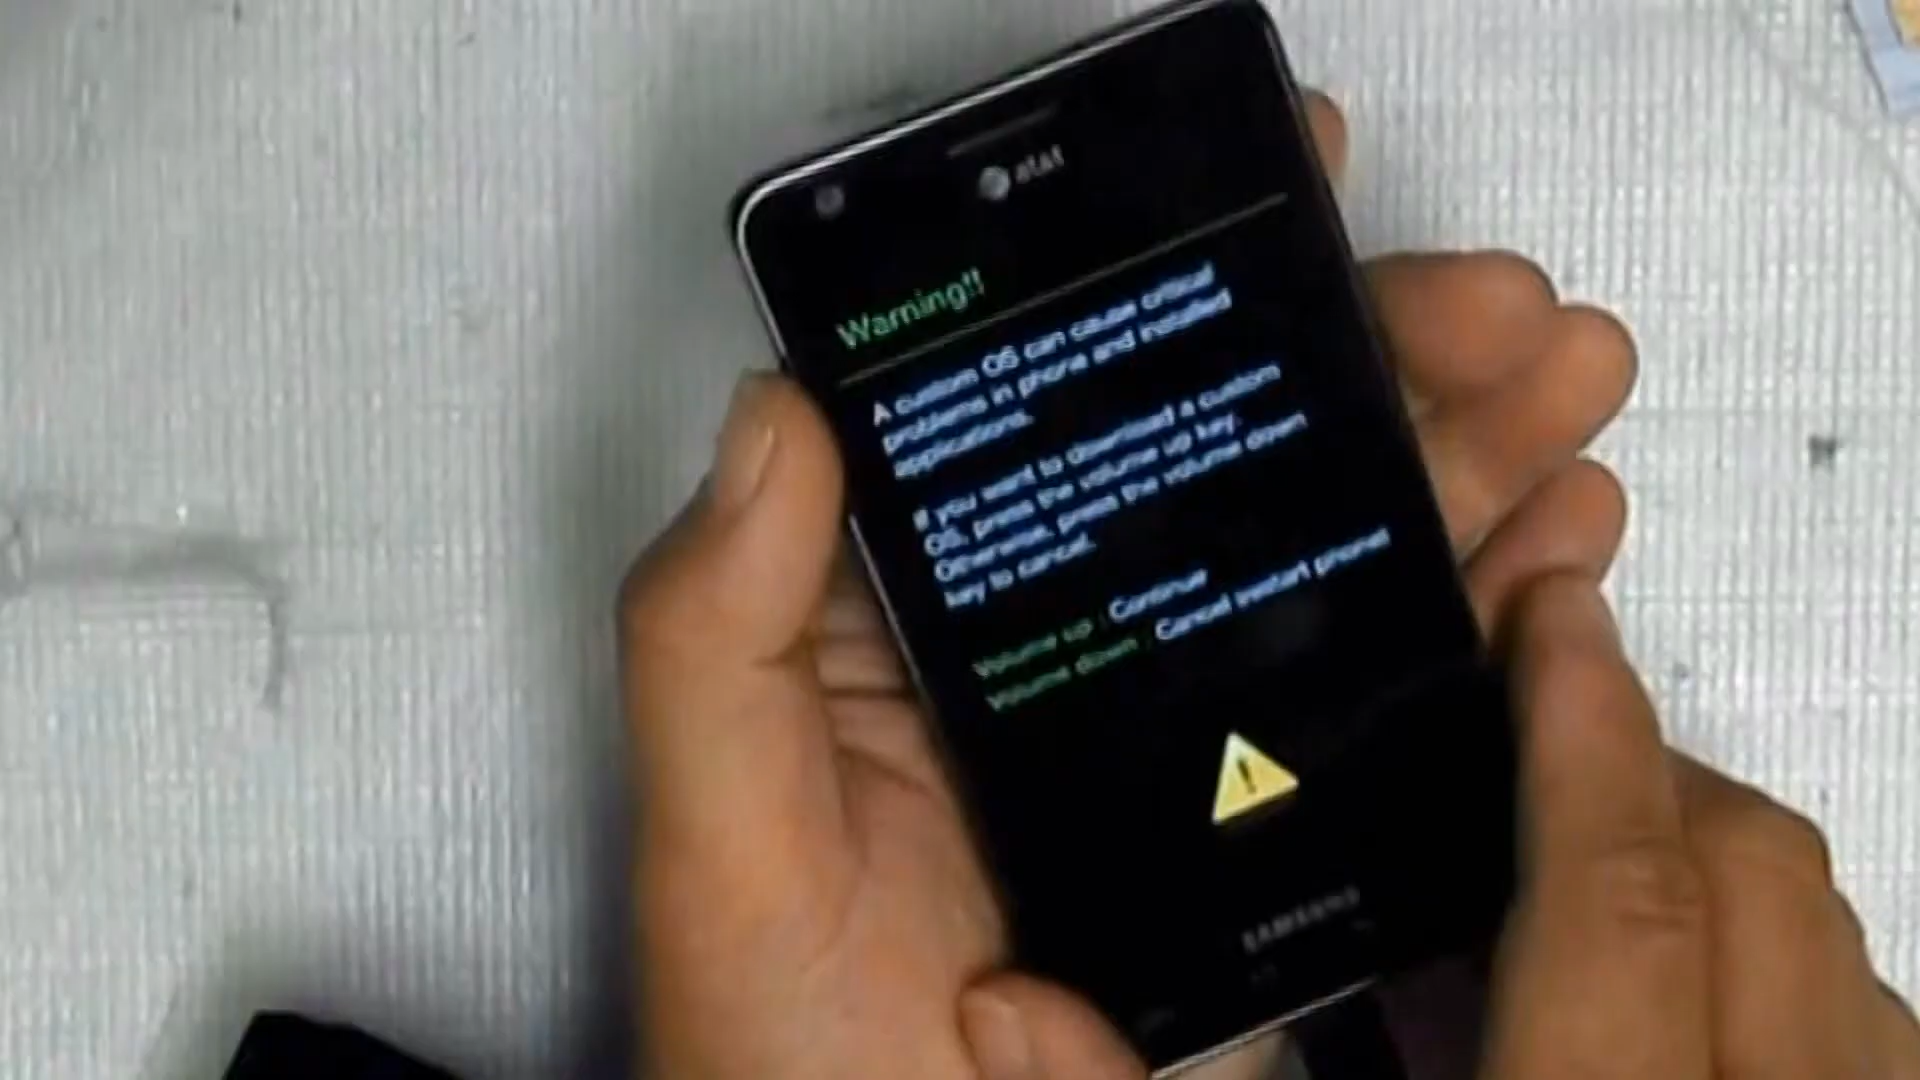 at&t
Warning!!
A custom OS can cause critical
problems in phone and installed
applications.
If you want to download a custom
OS, press the volume up key.
Otherwise, press the volume down
key to cancel.
Volume up : Continue
Volume down : Cancel (restart phone)
SAMSUNG